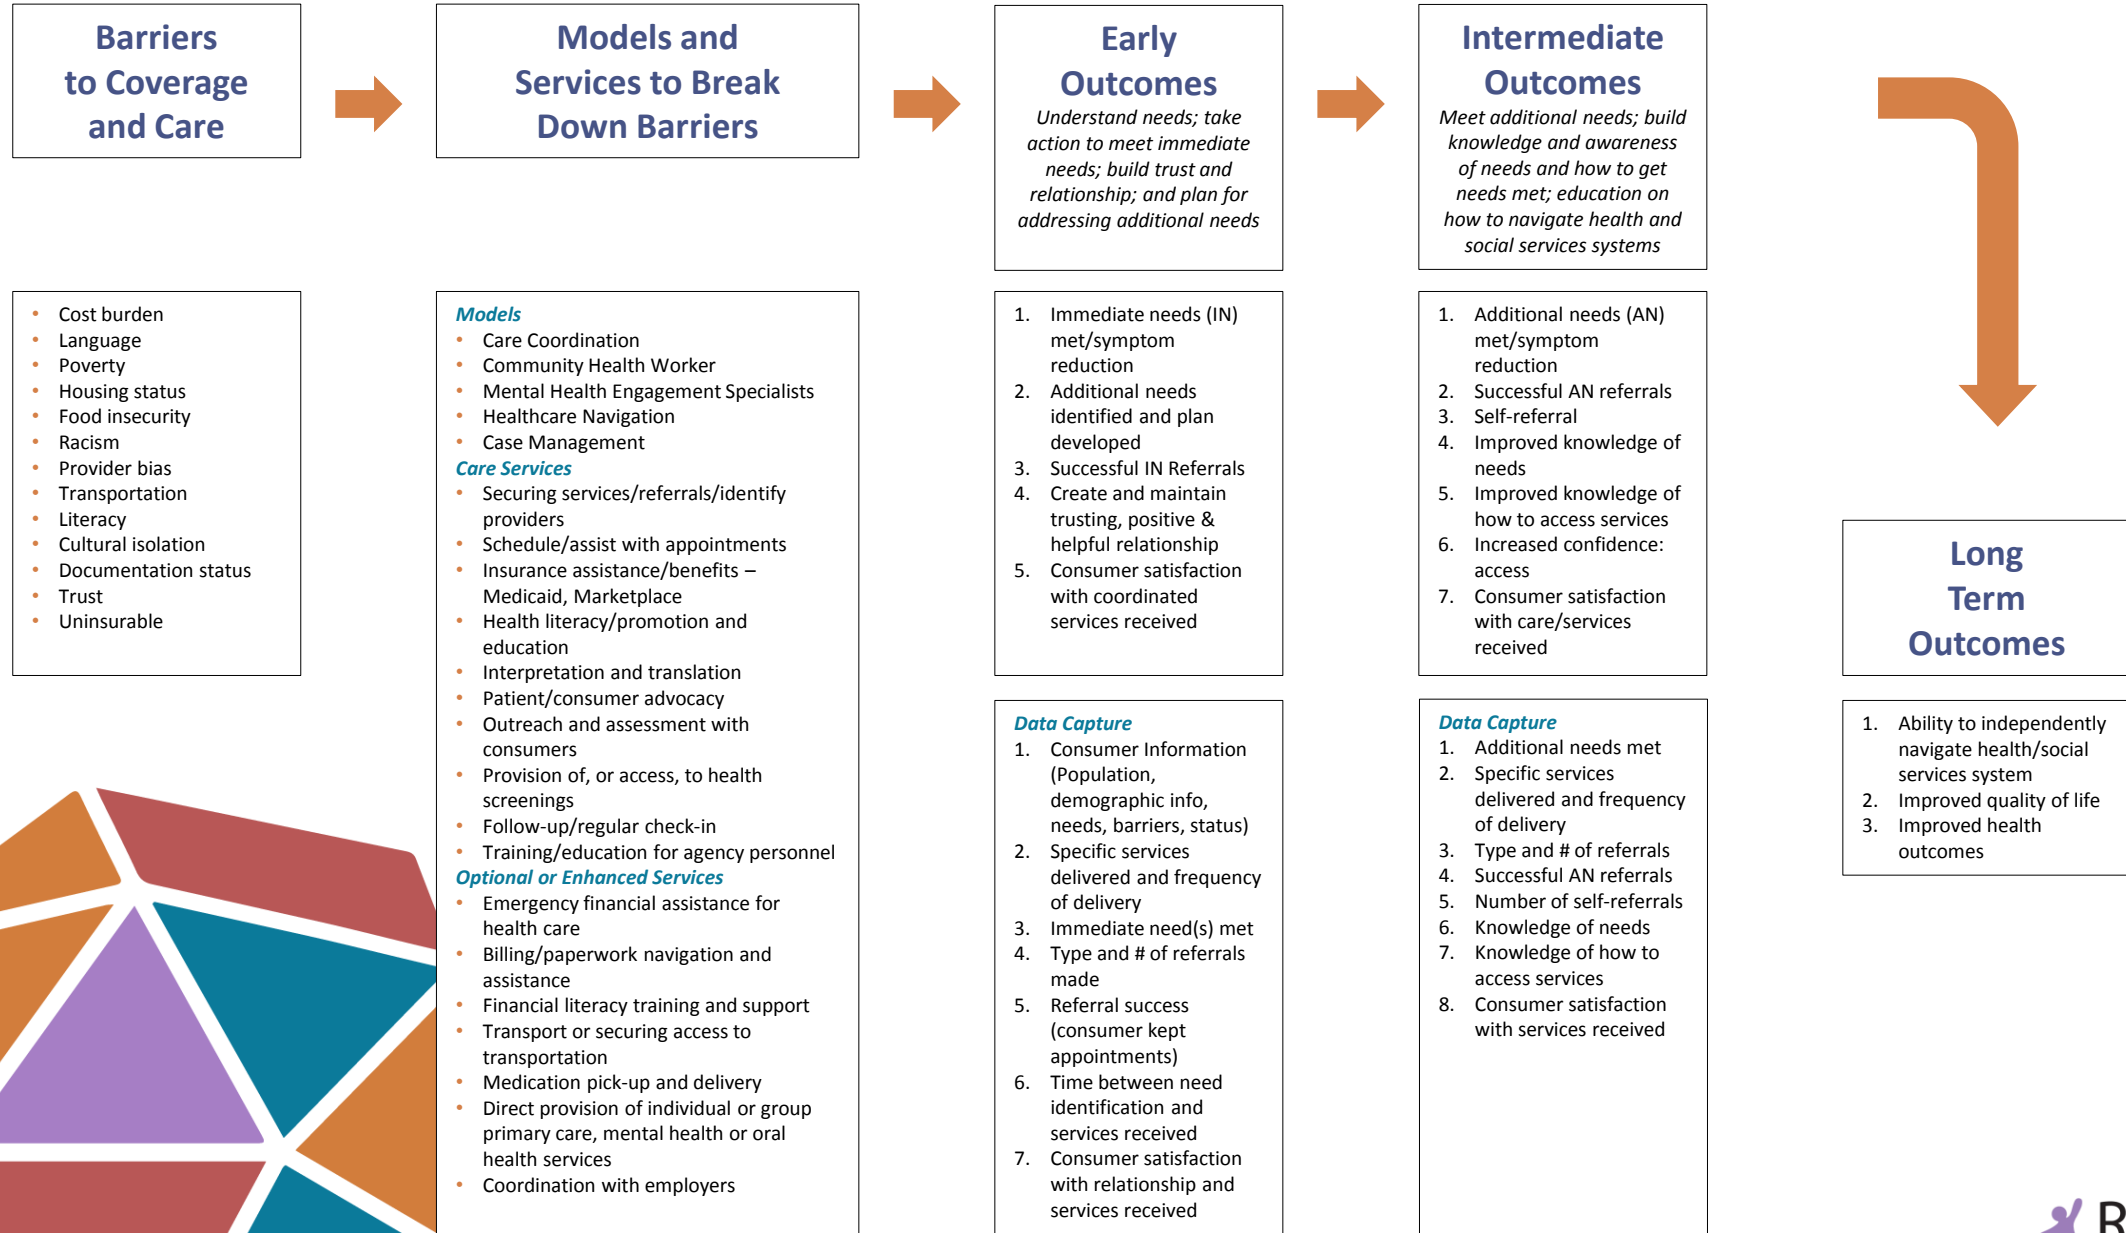 Barriers
to Coverage
and Care
Models and
Services to Break
Down Barriers
Early
Outcomes
Understand needs; take
action to meet immediate
needs; build trust and
relationship; and plan for
addressing additional needs
Intermediate
Outcomes
Meet additional needs; build
knowledge and awareness
of needs and how to get
needs met; education on
how to navigate health and
social services systems
• Cost burden
• Language
• Poverty
• Housing status
• Food insecurity
• Racism
• Provider bias
• Transportation
• Literacy
• Cultural isolation
• Documentation status
• Trust
• Uninsurable
Models
• Care Coordination
• Community Health Worker
• Mental Health Engagement Specialists
• Healthcare Navigation
• Case Management
Care Services
• Securing services/referrals/identify
providers
• Schedule/assist with appointments
• Insurance assistance/benefits –
Medicaid, Marketplace
• Health literacy/promotion and
education
• Interpretation and translation
• Patient/consumer advocacy
• Outreach and assessment with
consumers
• Provision of, or access, to health
screenings
• Follow-up/regular check-in
• Training/education for agency personnel
Optional or Enhanced Services
• Emergency financial assistance for
health care
• Billing/paperwork navigation and
assistance
• Financial literacy training and support
• Transport or securing access to
transportation
• Medication pick-up and delivery
• Direct provision of individual or group
primary care, mental health or oral
health services
• Coordination with employers
1. Immediate needs (IN)
met/symptom
reduction
2. Additional needs
identified and plan
developed
3. Successful IN Referrals
4. Create and maintain
trusting, positive &
helpful relationship
5. Consumer satisfaction
with coordinated
services received
Data Capture
1. Consumer Information
(Population,
demographic info,
needs, barriers, status)
2. Specific services
delivered and frequency
of delivery
3. Immediate need(s) met
4. Type and # of referrals
made
5. Referral success
(consumer kept
appointments)
6. Time between need
identification and
services received
7. Consumer satisfaction
with relationship and
services received
1. Additional needs (AN)
met/symptom
reduction
2. Successful AN referrals
3. Self-referral
4. Improved knowledge of
needs
5. Improved knowledge of
how to access services
6. Increased confidence:
access
7. Consumer satisfaction
with care/services
received
Data Capture
1. Additional needs met
2. Specific services
delivered and frequency
of delivery
3. Type and # of referrals
4. Successful AN referrals
5. Number of self-referrals
6. Knowledge of needs
7. Knowledge of how to
access services
8. Consumer satisfaction
with services received
Long
Term
Outcomes
1. Ability to independently
navigate health/social
services system
2. Improved quality of life
3. Improved health
outcomes